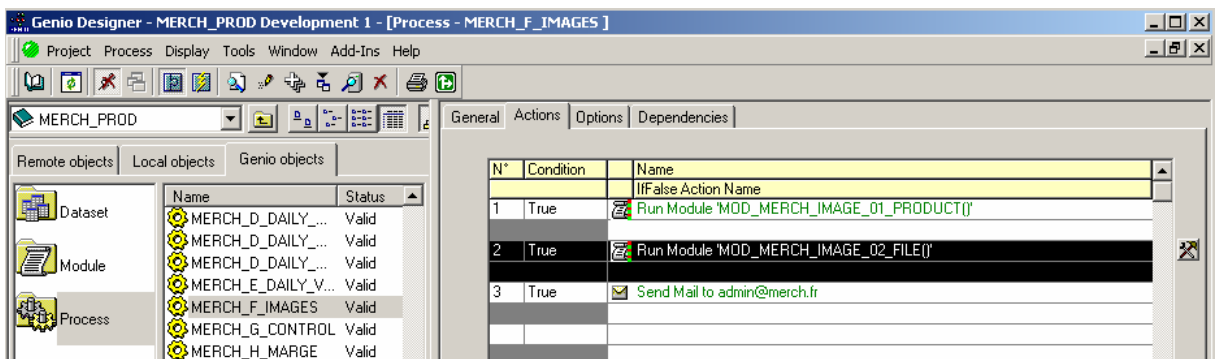 Genio Designer - MERCH_PROD Development 1 - [Process - MERCH_F_IMAGES ]
Project Process Display Tools Window Add-Ins Help
MERCH_PROD
Remote objects Local objects Genio objects
Dataset
Module
Process
Name Status
MERCH_D_DAILY_... Valid
MERCH_D_DAILY_... Valid
MERCH_D_DAILY_... Valid
MERCH_E_DAILY_V... Valid
MERCH_F_IMAGES Valid
MERCH_G_CONTROL Valid
MERCH_H_MARGE Valid
General Actions Options Dependencies
N° Condition Name
IfFalse Action Name
1 True Run Module 'MOD_MERCH_IMAGE_01_PRODUCT()'
2 True Run Module 'MOD_MERCH_IMAGE_02_FILE()'
3 True Send Mail to admin@merch.fr